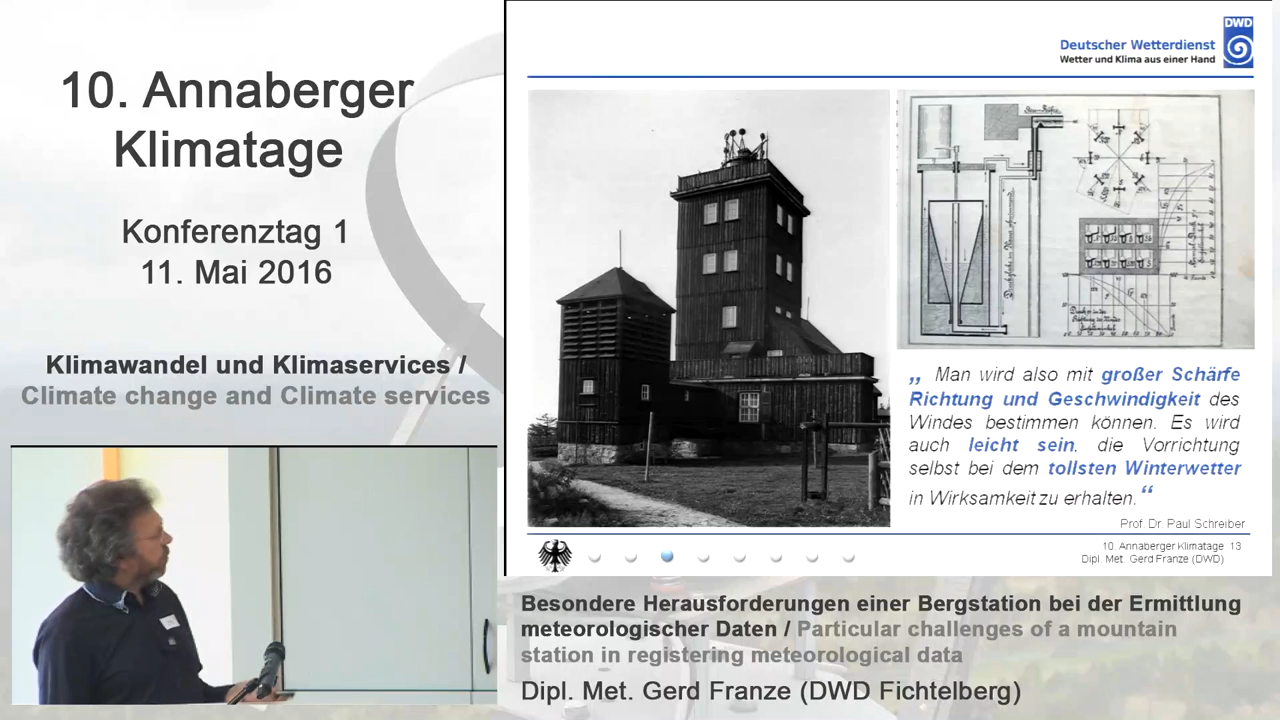 10. Annaberger
Klimatage
Konferenztag 1
11. Mai 2016
Klimawandel und Klimaservices /
Climate change and Climate services
DWD
Deutscher Wetterdienst
Wetter und Klima aus einer Hand
„ Man wird also mit großer Schärfe
Richtung und Geschwindigkeit des
Windes bestimmen können. Es wird
auch leicht sein, die Vorrichtung
selbst bei dem tollsten Winterwetter
in Wirksamkeit zu erhalten.“
Prof. Dr. Paul Schreiber
10. Annaberger Klimatage 13
Dipl. Met. Gerd Franze (DWD)
Besondere Herausforderungen einer Bergstation bei der Ermittlung
meteorologischer Daten / Particular challenges of a mountain
station in registering meteorological data
Dipl. Met. Gerd Franze (DWD Fichtelberg)